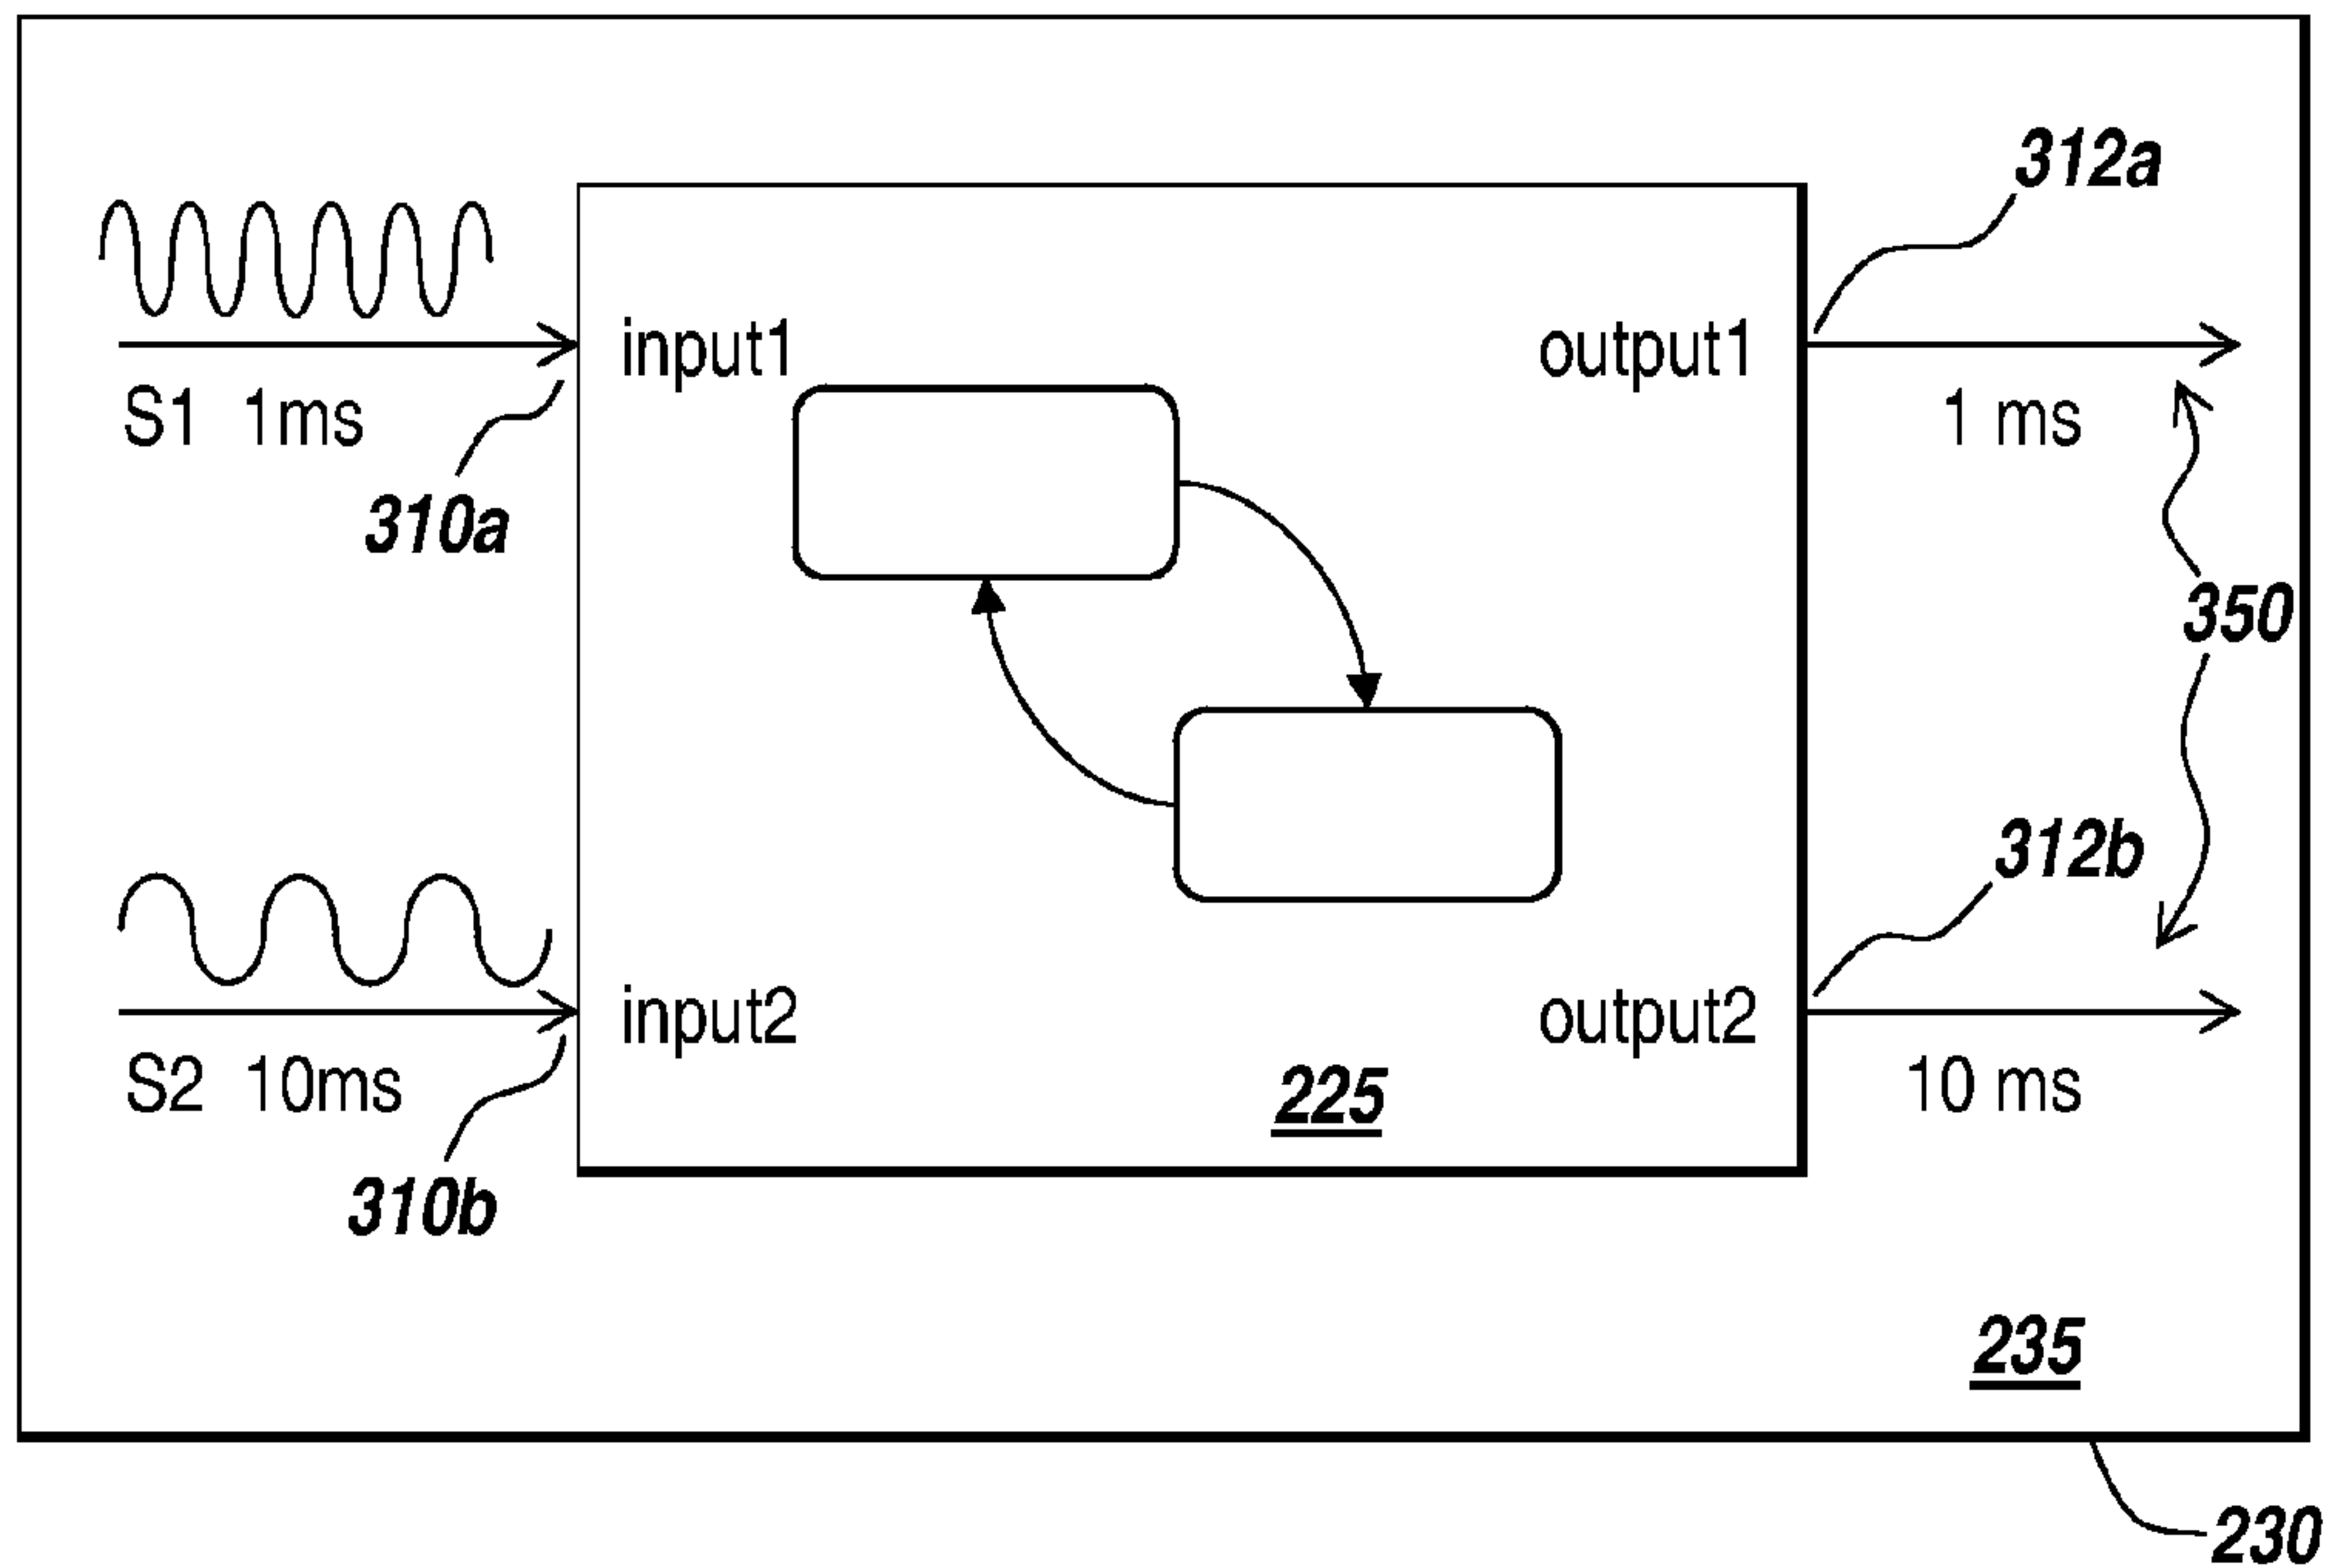 312a
input1
output1
S1 1ms
1 ms
310a
350
312b
input2
output2
S2 10ms
225
10 ms
310b
235
230